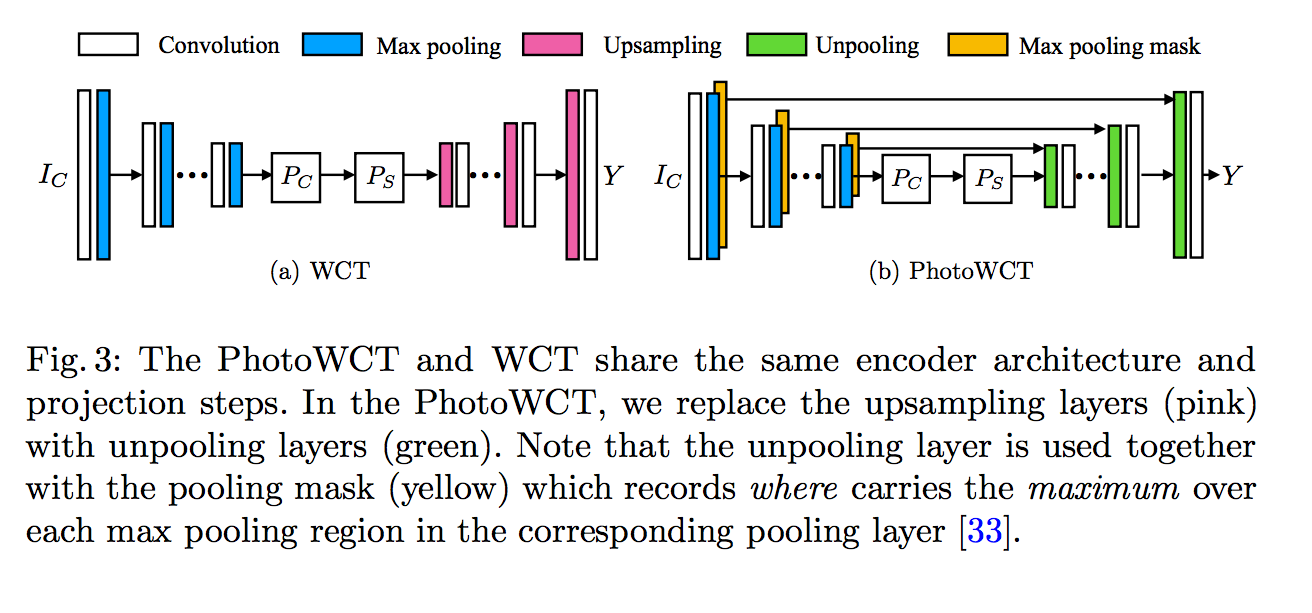 Convolution Max pooling Upsampling Unpooling Max pooling mask
I_C P_C P_S Y
(a) WCT
I_C P_C P_S Y
(b) PhotoWCT
Fig. 3: The PhotoWCT and WCT share the same encoder architecture and
projection steps. In the PhotoWCT, we replace the upsampling layers (pink)
with unpooling layers (green). Note that the unpooling layer is used together
with the pooling mask (yellow) which records where carries the maximum over
each max pooling region in the corresponding pooling layer [33].